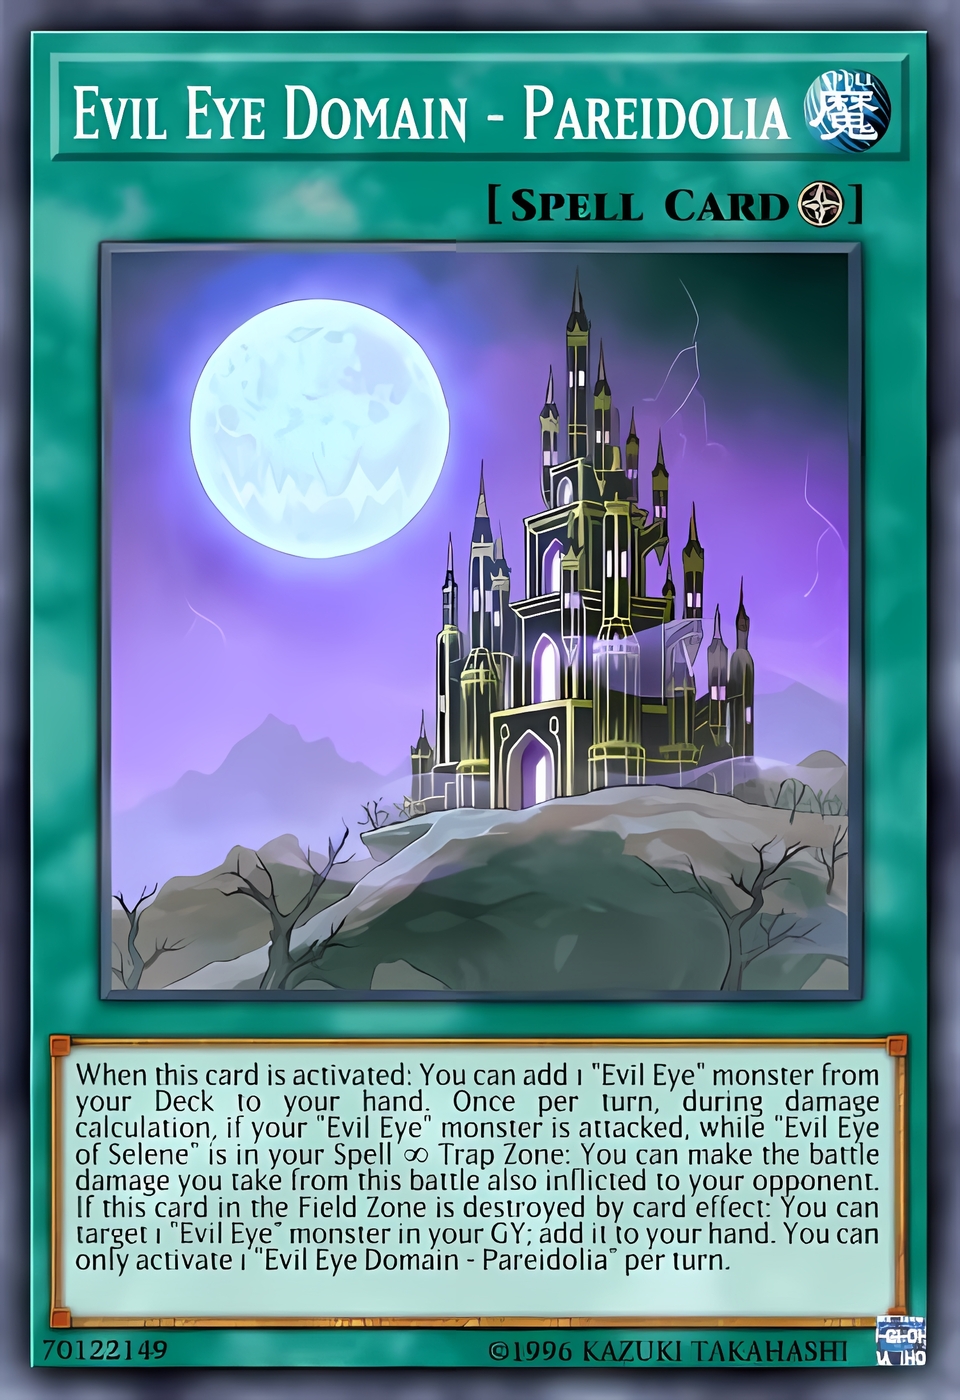 EVIL EYE DOMAIN - PAREIDOLIA 魔
[SPELL CARD]
When this card is activated: You can add 1 "Evil Eye" monster from
your Deck to your hand. Once per turn, during damage
calculation, if your "Evil Eye" monster is attacked, while "Evil Eye
of Selene" is in your Spell ∞ Trap Zone: You can make the battle
damage you take from this battle also inflicted to your opponent.
If this card in the Field Zone is destroyed by card effect: You can
target 1 "Evil Eye" monster in your GY; add it to your hand. You can
only activate 1 "Evil Eye Domain - Pareidolia" per turn.
70122149 ©1996 KAZUKI TAKAHASHI